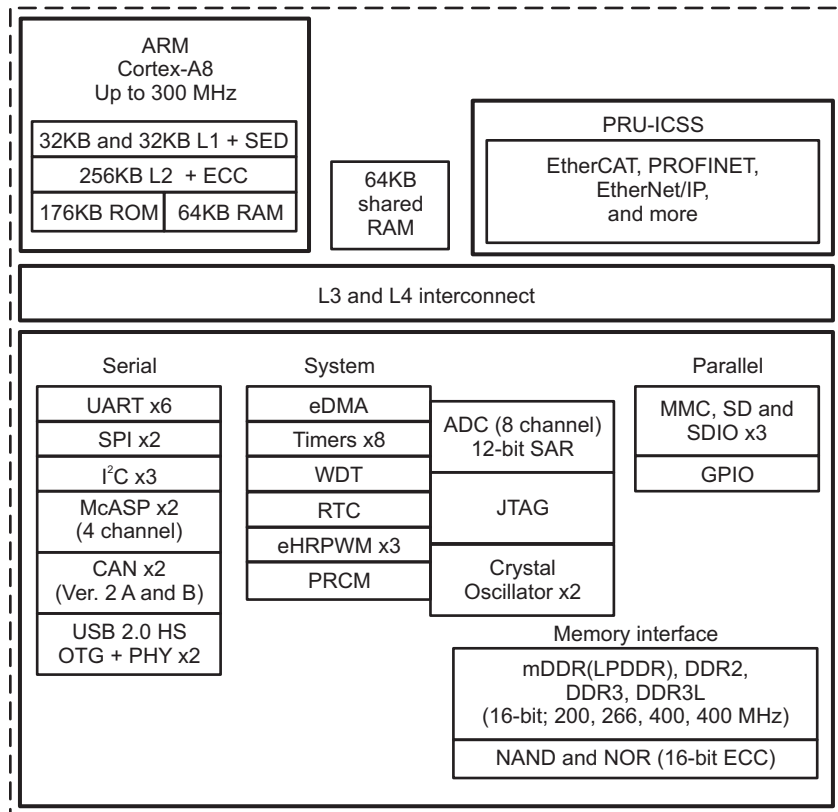 ARM
Cortex-A8
Up to 300 MHz
32KB and 32KB L1 + SED
256KB L2 + ECC
176KB ROM
64KB RAM
64KB
shared
RAM
PRU-ICSS
EtherCAT, PROFINET,
EtherNet/IP,
and more
L3 and L4 interconnect
Serial
UART x6
SPI x2
I²C x3
McASP x2
(4 channel)
CAN x2
(Ver. 2 A and B)
USB 2.0 HS
OTG + PHY x2
System
eDMA
Timers x8
WDT
RTC
eHRPWM x3
PRCM
ADC (8 channel)
12-bit SAR
JTAG
Crystal
Oscillator x2
Parallel
MMC, SD and
SDIO x3
GPIO
Memory interface
mDDR(LPDDR), DDR2,
DDR3, DDR3L
(16-bit; 200, 266, 400, 400 MHz)
NAND and NOR (16-bit ECC)